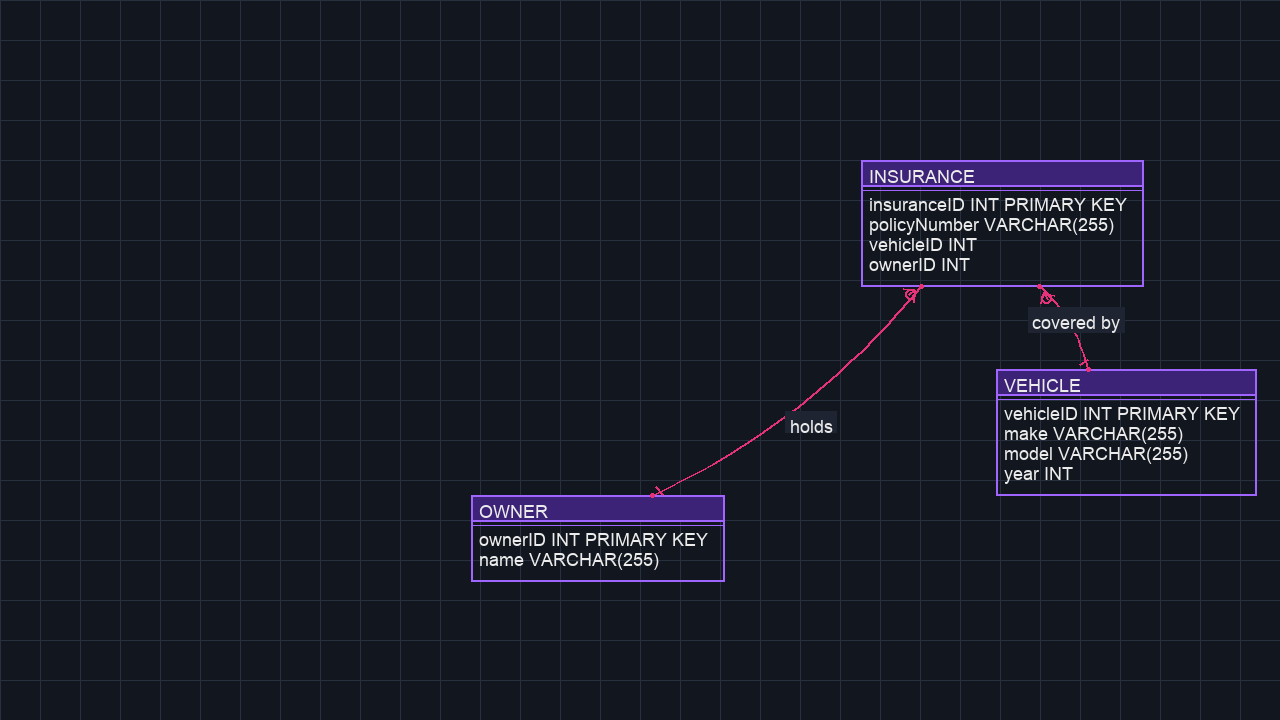 INSURANCE
insuranceID INT PRIMARY KEY
policyNumber VARCHAR(255)
vehicleID INT
ownerID INT
covered by
VEHICLE
vehicleID INT PRIMARY KEY
make VARCHAR(255)
model VARCHAR(255)
year INT
holds
OWNER
ownerID INT PRIMARY KEY
name VARCHAR(255)